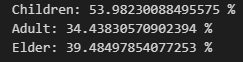 Children: 53.98230088495575 %
Adult: 34.43830570902394 %
Elder: 39.48497854077253 %